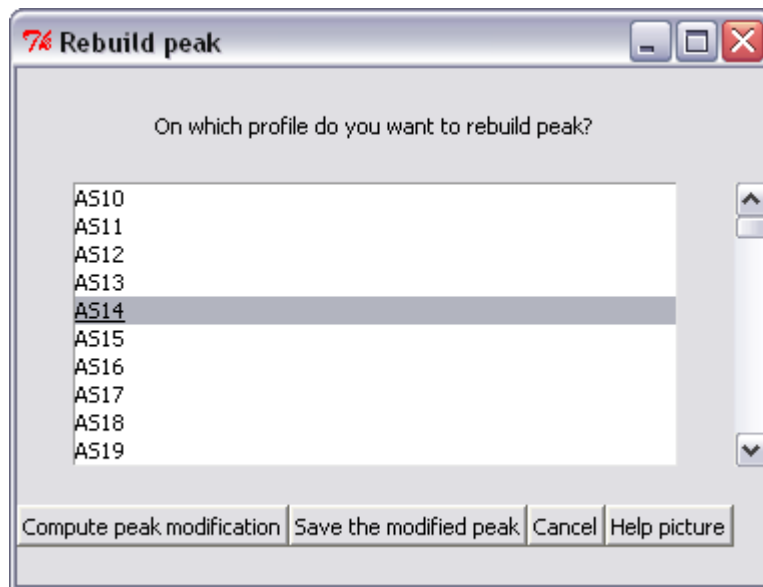 Rebuild peak
On which profile do you want to rebuild peak?
AS10
AS11
AS12
AS13
AS14
AS15
AS16
AS17
AS18
AS19
Compute peak modification Save the modified peak Cancel Help picture